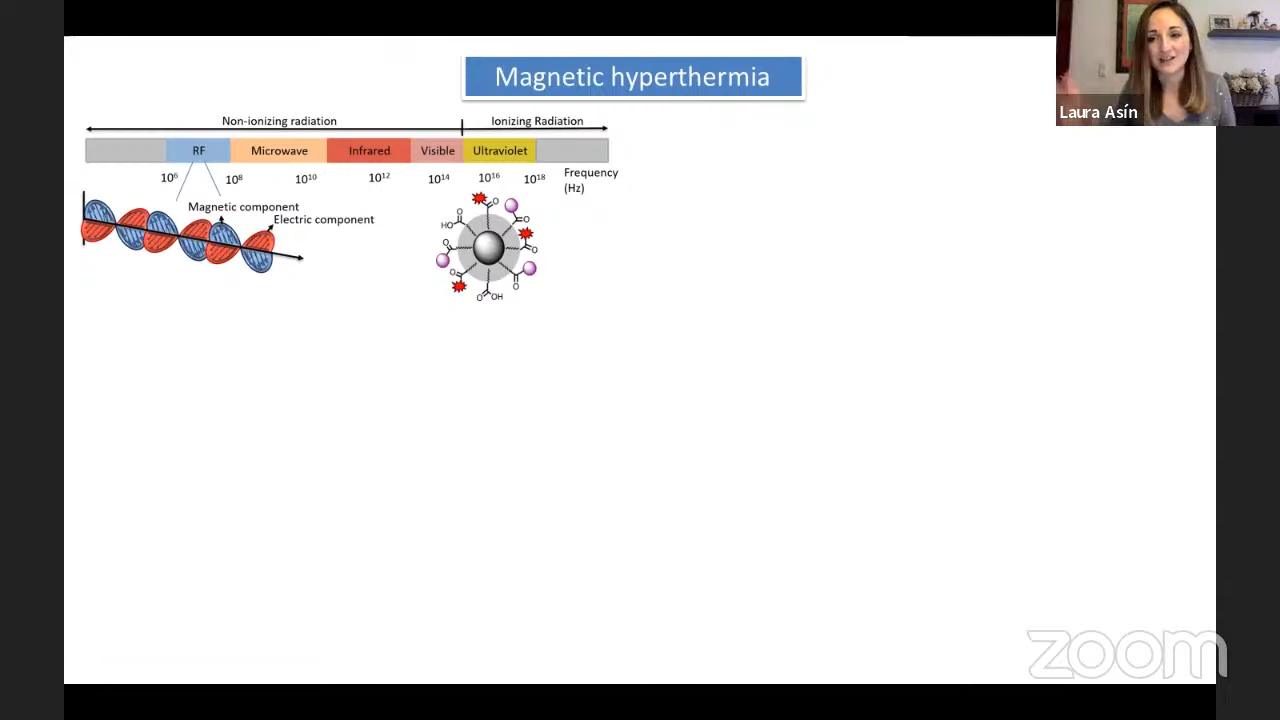 Magnetic hyperthermia
Laura Asín
Non-ionizing radiation
Ionizing Radiation
RF Microwave Infrared Visible Ultraviolet
10⁶ 10⁸ 10¹⁰ 10¹² 10¹⁴ 10¹⁶ 10¹⁸ Frequency
(Hz)
Magnetic component
Electric component
O
O
HO
O
O
O
O
O
O OH
zoom